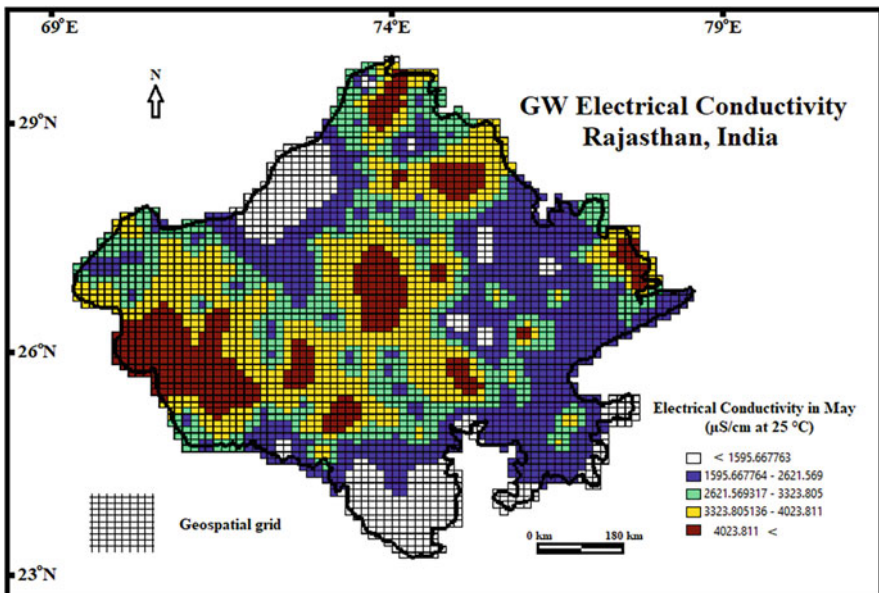 69°E 74°E 79°E
N
29°N
GW Electrical Conductivity
Rajasthan, India
26°N
Electrical Conductivity in May
(µS/cm at 25 °C)
< 1595.667763
1595.667764 - 2621.569
2621.569317 - 3323.805
3323.805136 - 4023.811
4023.811 <
Geospatial grid
0 km 180 km
23°N